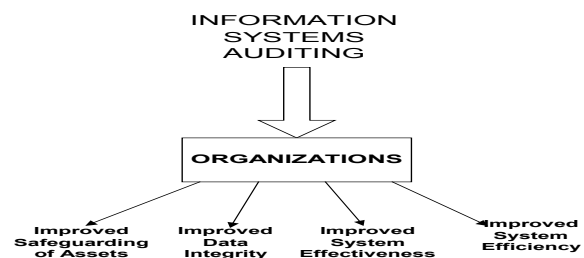 INFORMATION
SYSTEMS
AUDITING
ORGANIZATIONS
Improved
Safeguarding
of Assets
Improved
Data
Integrity
Improved
System
Effectiveness
Improved
System
Efficiency